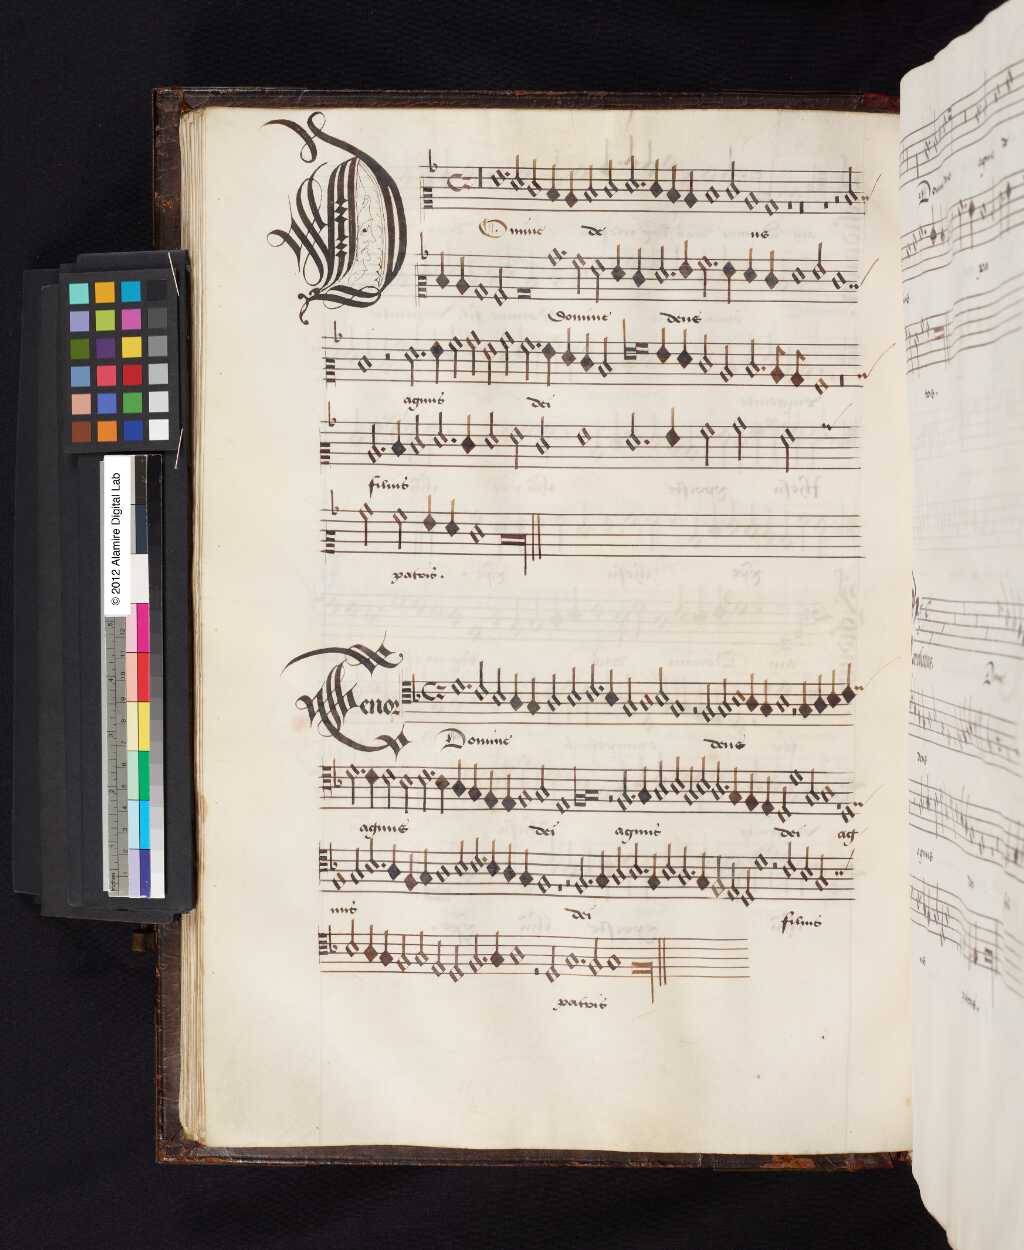 Domine de us
Domine deus
agnus dei
filius
patris.
Tenor
Domine deus
agnus dei agnus dei ag
nus dei filius
patris
© 2012 Alamire Digital Lab